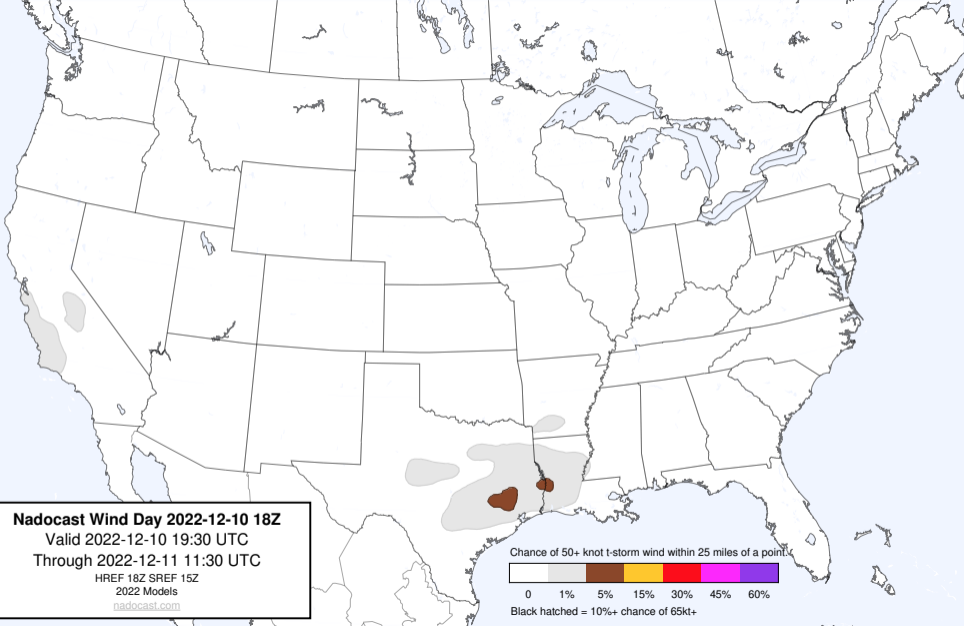 Nadocast Wind Day 2022-12-10 18Z
Valid 2022-12-10 19:30 UTC
Through 2022-12-11 11:30 UTC
HREF 18Z SREF 15Z
2022 Models
nadocast.com
Chance of 50+ knot t-storm wind within 25 miles of a point.
0 1% 5% 15% 30% 45% 60%
Black hatched = 10%+ chance of 65kt+